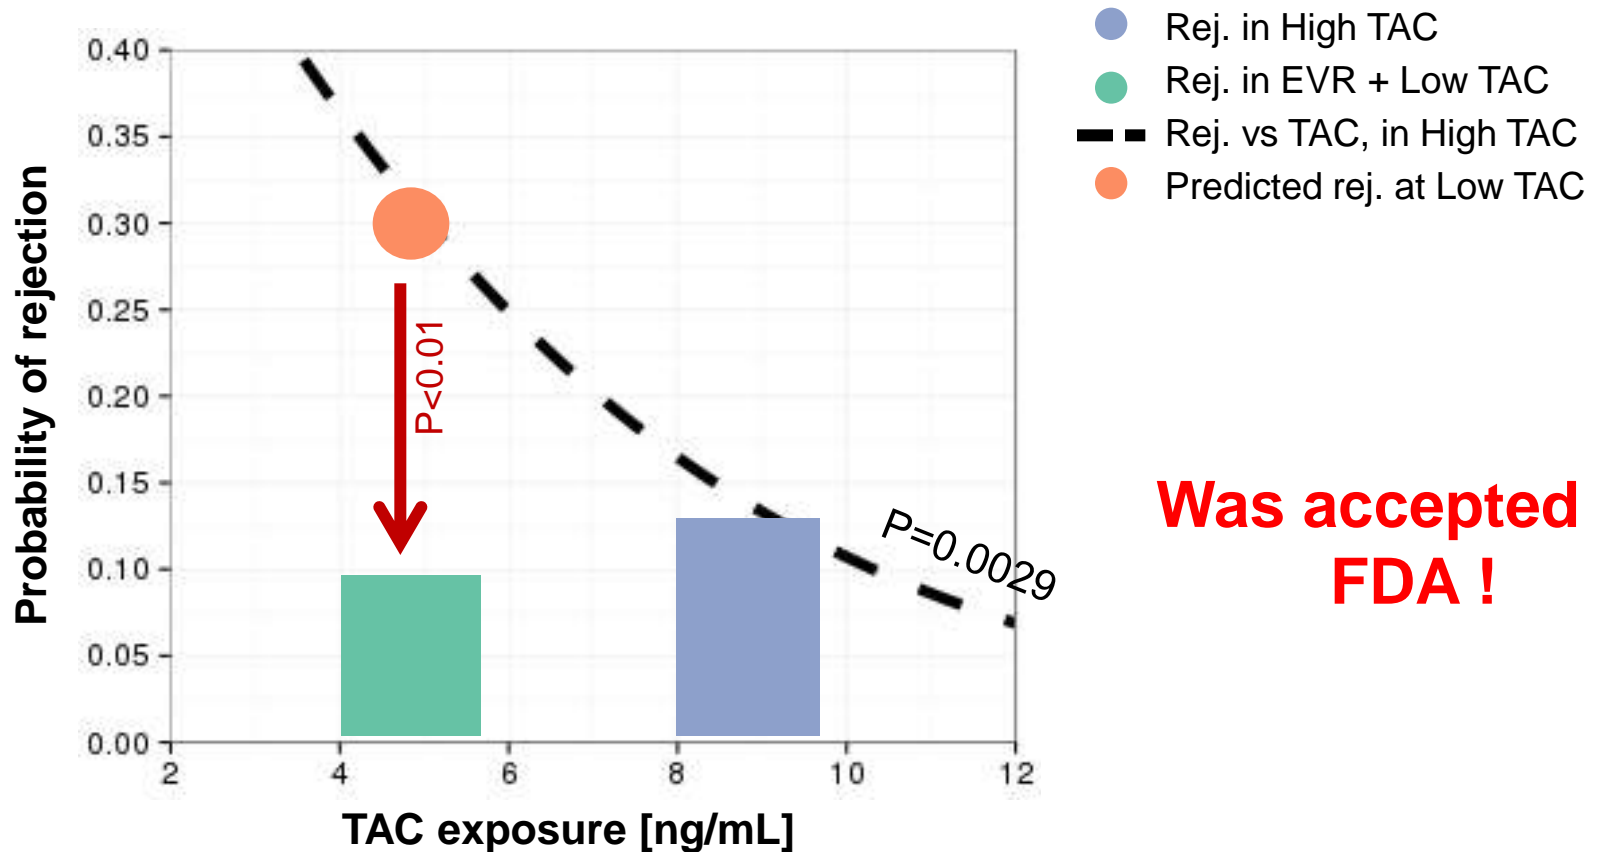 Rej. in High TAC
Rej. in EVR + Low TAC
Rej. vs TAC, in High TAC
Predicted rej. at Low TAC
0.40
0.35
0.30
0.25
0.20
0.15
0.10
0.05
0.00
Probability of rejection
P<0.01
P=0.0029
2 4 6 8 10 12
TAC exposure [ng/mL]
Was accepted
FDA !